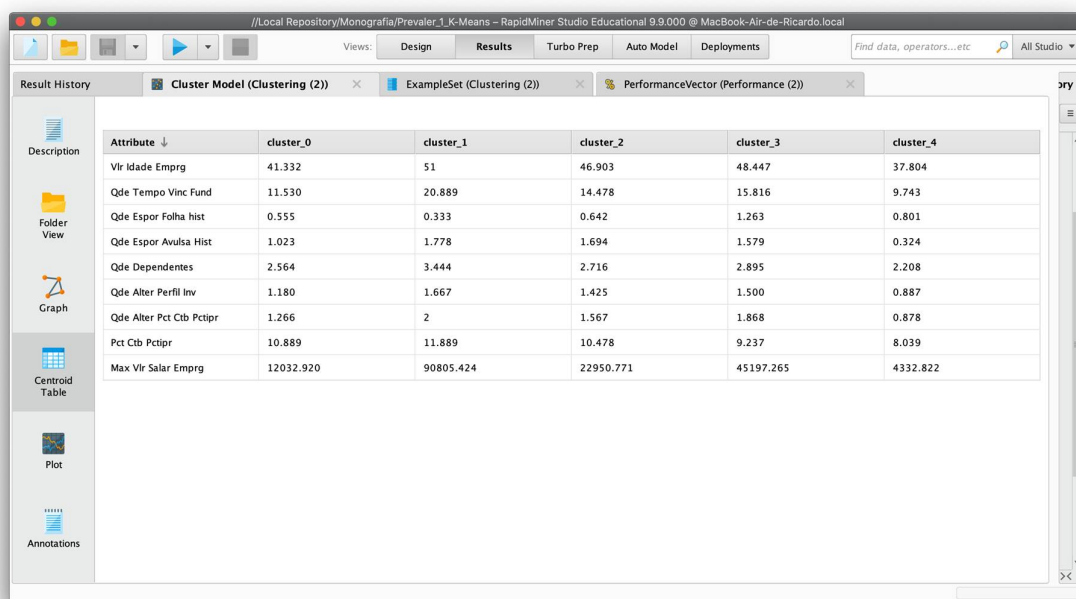 //Local Repository/Monografia/Prevaler_1_K-Means – RapidMiner Studio Educational 9.9.000 @ MacBook-Air-de-Ricardo.local
Views: Design Results Turbo Prep Auto Model Deployments Find data, operators...etc All Studio
Result History Cluster Model (Clustering (2)) ExampleSet (Clustering (2)) PerformanceVector (Performance (2)) ory
Description
Folder View
Graph
Centroid Table
Plot
Annotations
Attribute cluster_0 cluster_1 cluster_2 cluster_3 cluster_4
Vlr Idade Emprg 41.332 51 46.903 48.447 37.804
Qde Tempo Vinc Fund 11.530 20.889 14.478 15.816 9.743
Qde Espor Folha hist 0.555 0.333 0.642 1.263 0.801
Qde Espor Avulsa Hist 1.023 1.778 1.694 1.579 0.324
Qde Dependentes 2.564 3.444 2.716 2.895 2.208
Qde Alter Perfil Inv 1.180 1.667 1.425 1.500 0.887
Qde Alter Pct Ctb Pctipr 1.266 2 1.567 1.868 0.878
Pct Ctb Pctipr 10.889 11.889 10.478 9.237 8.039
Max Vlr Salar Emprg 12032.920 90805.424 22950.771 45197.265 4332.822